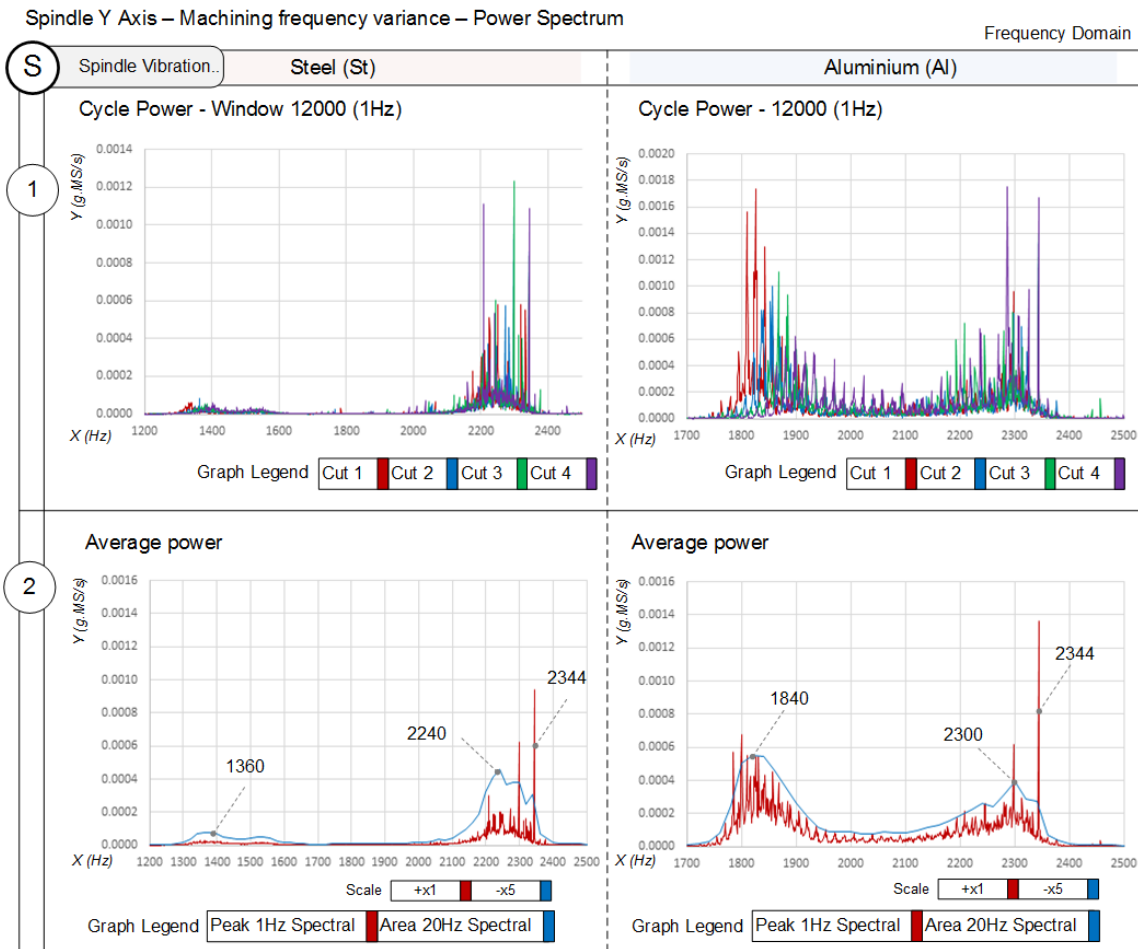 Spindle Y Axis – Machining frequency variance – Power Spectrum
Frequency Domain
S
Spindle Vibration..
Steel (St)
Aluminium (Al)
Cycle Power - Window 12000 (1Hz)
Cycle Power - 12000 (1Hz)
1
Y (g.MS/s)
0.0014
0.0012
0.0010
0.0008
0.0006
0.0004
0.0002
0.0000
X (Hz)
1200 1400 1600 1800 2000 2200 2400
Graph Legend Cut 1 Cut 2 Cut 3 Cut 4
Y (g.MS/s)
0.0020
0.0018
0.0016
0.0014
0.0012
0.0010
0.0008
0.0006
0.0004
0.0002
0.0000
X (Hz)
1700 1800 1900 2000 2100 2200 2300 2400 2500
Graph Legend Cut 1 Cut 2 Cut 3 Cut 4
2
Average power
Y (g.MS/s)
0.0016
0.0014
0.0012
0.0010
0.0008
0.0006
0.0004
0.0002
0.0000
1360
2240
2344
X (Hz)
1200 1300 1400 1500 1600 1700 1800 1900 2000 2100 2200 2300 2400 2500
Scale +x1 -x5
Graph Legend Peak 1Hz Spectral Area 20Hz Spectral
Average power
Y (g.MS/s)
0.0016
0.0014
0.0012
0.0010
0.0008
0.0006
0.0004
0.0002
0.0000
1840
2300
2344
X (Hz)
1700 1800 1900 2000 2100 2200 2300 2400 2500
Scale +x1 -x5
Graph Legend Peak 1Hz Spectral Area 20Hz Spectral